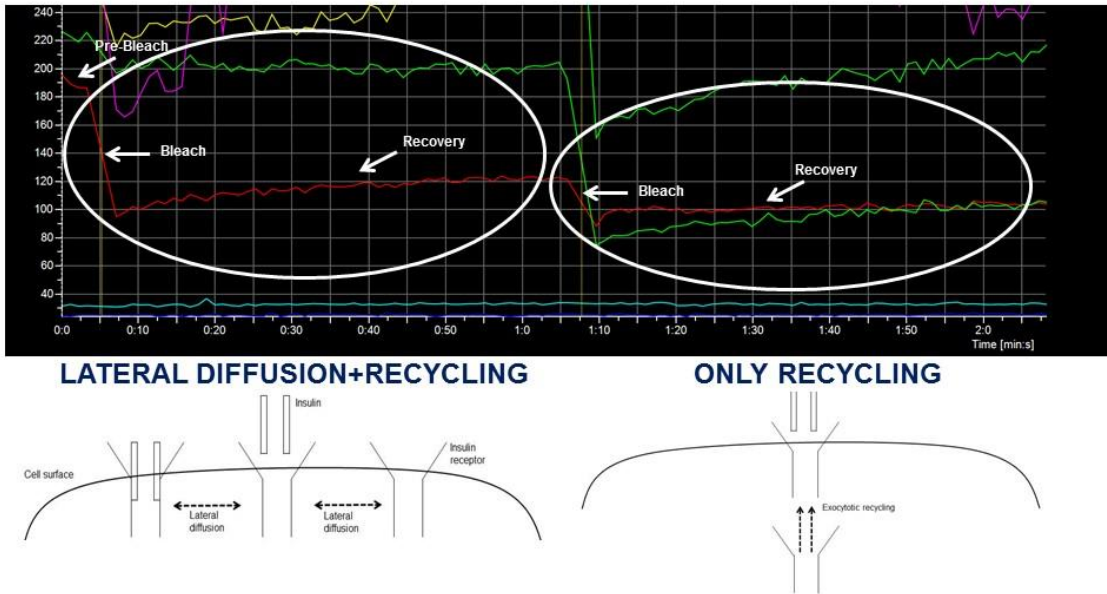 240
220
200
180
160
140
120
100
80
60
40
Pre-Bleach
Bleach
Recovery
Bleach
Recovery
0:0 0:10 0:20 0:30 0:40 0:50 1:0 1:10 1:20 1:30 1:40 1:50 2:0
Time [min:s]
LATERAL DIFFUSION+RECYCLING
Insulin
Insulin
receptor
Cell surface
Lateral
diffusion
Lateral
diffusion
ONLY RECYCLING
Exocytotic recycling